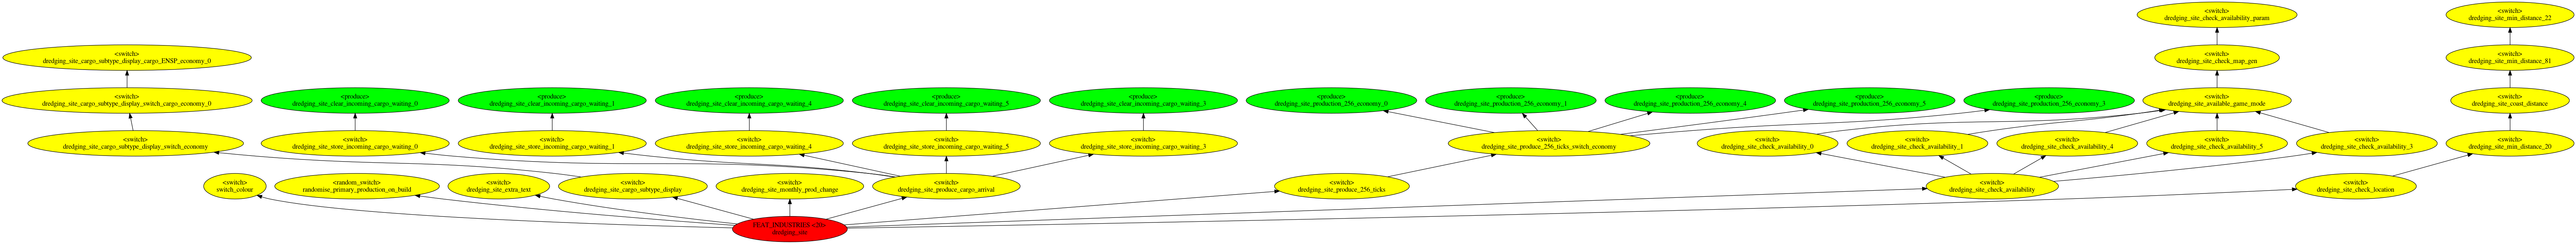 <switch>
dredging_site_check_availability_param
<switch>
dredging_site_min_distance_22
<switch>
dredging_site_cargo_subtype_display_cargo_ENSP_economy_0
<switch>
dredging_site_check_map_gen
<switch>
dredging_site_min_distance_81
<switch>
dredging_site_cargo_subtype_display_switch_cargo_economy_0
<produce>
dredging_site_clear_incoming_cargo_waiting_0
<produce>
dredging_site_clear_incoming_cargo_waiting_1
<produce>
dredging_site_clear_incoming_cargo_waiting_4
<produce>
dredging_site_clear_incoming_cargo_waiting_5
<produce>
dredging_site_clear_incoming_cargo_waiting_3
<produce>
dredging_site_production_256_economy_0
<produce>
dredging_site_production_256_economy_1
<produce>
dredging_site_production_256_economy_4
<produce>
dredging_site_production_256_economy_5
<produce>
dredging_site_production_256_economy_3
<switch>
dredging_site_available_game_mode
<switch>
dredging_site_coast_distance
<switch>
dredging_site_cargo_subtype_display_switch_economy
<switch>
dredging_site_store_incoming_cargo_waiting_0
<switch>
dredging_site_store_incoming_cargo_waiting_1
<switch>
dredging_site_store_incoming_cargo_waiting_4
<switch>
dredging_site_store_incoming_cargo_waiting_5
<switch>
dredging_site_store_incoming_cargo_waiting_3
<switch>
dredging_site_produce_256_ticks_switch_economy
<switch>
dredging_site_check_availability_0
<switch>
dredging_site_check_availability_1
<switch>
dredging_site_check_availability_4
<switch>
dredging_site_check_availability_5
<switch>
dredging_site_check_availability_3
<switch>
dredging_site_min_distance_20
<switch>
switch_colour
<random_switch>
randomise_primary_production_on_build
<switch>
dredging_site_extra_text
<switch>
dredging_site_cargo_subtype_display
<switch>
dredging_site_monthly_prod_change
<switch>
dredging_site_produce_cargo_arrival
<switch>
dredging_site_produce_256_ticks
<switch>
dredging_site_check_availability
<switch>
dredging_site_check_location
FEAT_INDUSTRIES <20>
dredging_site